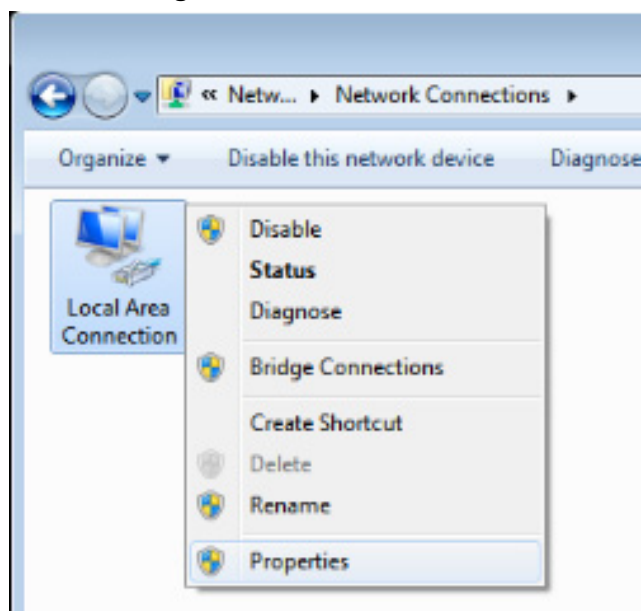 « Netw... ▸ Network Connections ▸
Organize ▾ Disable this network device Diagnose
Local Area
Connection
Disable
Status
Diagnose
Bridge Connections
Create Shortcut
Delete
Rename
Properties